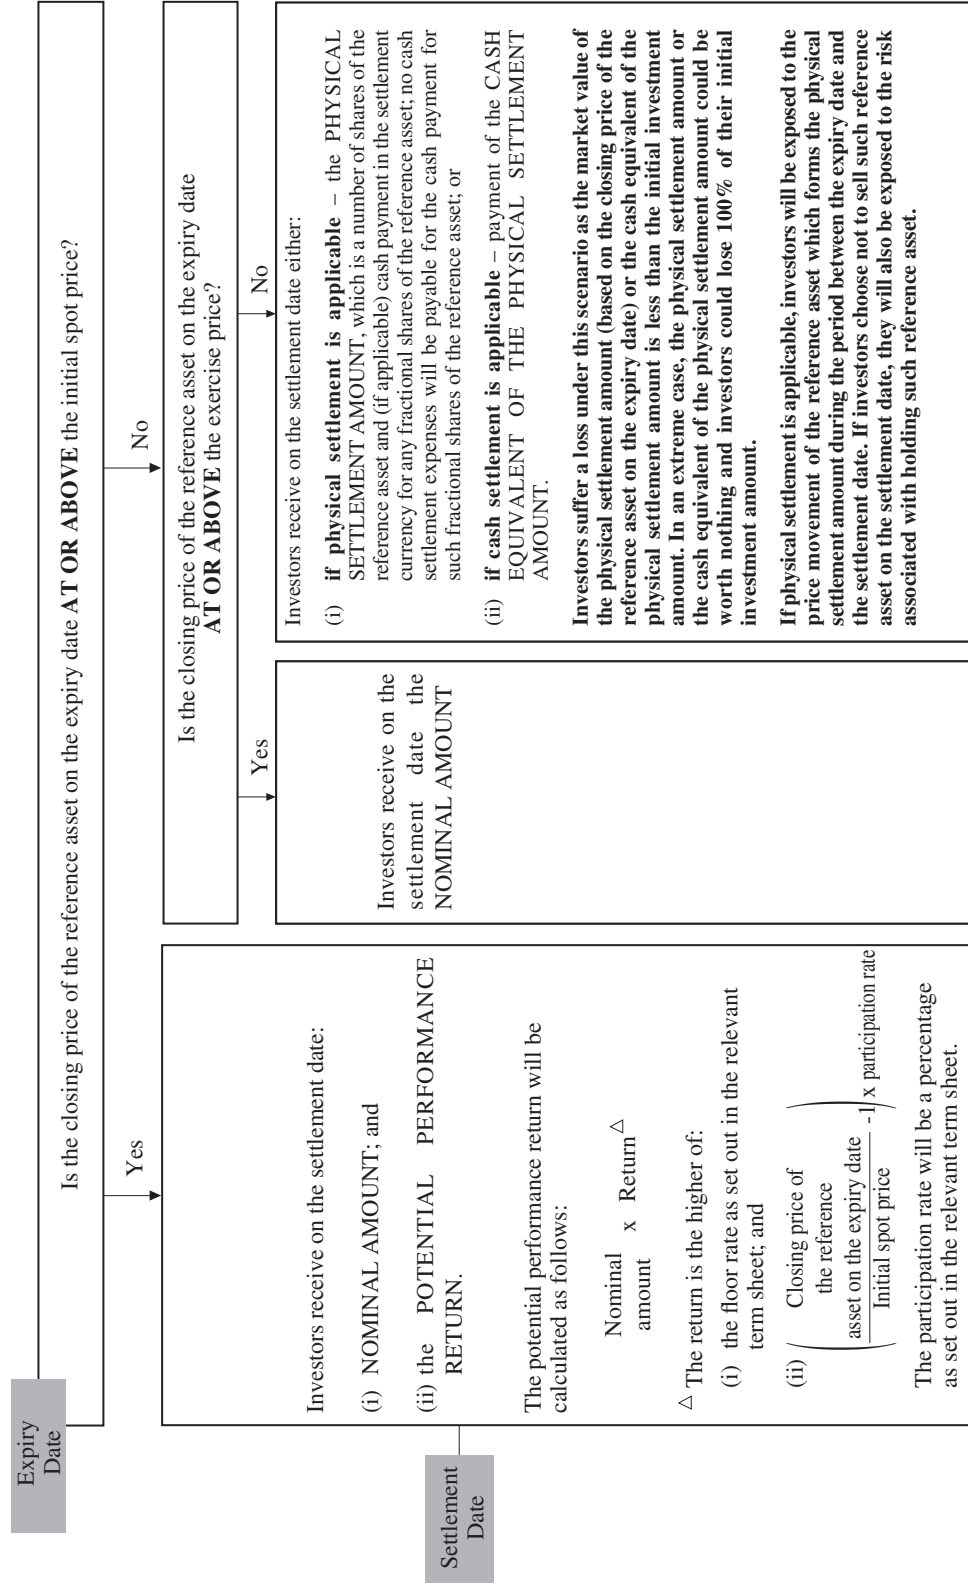 Expiry
Date
Is the closing price of the reference asset on the expiry date AT OR ABOVE the initial spot price?
Yes
No
Is the closing price of the reference asset on the expiry date
AT OR ABOVE the exercise price?
Yes
No
Settlement
Date
Investors receive on the settlement date:
(i) NOMINAL AMOUNT; and
(ii) the POTENTIAL PERFORMANCE
RETURN.
The potential performance return will be
calculated as follows:
Nominal
amount x Return△
△ The return is the higher of:
(i) the floor rate as set out in the relevant
term sheet; and
(ii) ( Closing price of
the reference
asset on the expiry date
Initial spot price -1 ) x participation rate
The participation rate will be a percentage
as set out in the relevant term sheet.
Investors receive on the
settlement date the
NOMINAL AMOUNT
Investors receive on the settlement date either:
(i) if physical settlement is applicable – the PHYSICAL
SETTLEMENT AMOUNT, which is a number of shares of the
reference asset and (if applicable) cash payment in the settlement
currency for any fractional shares of the reference asset; no cash
settlement expenses will be payable for the cash payment for
such fractional shares of the reference asset; or
(ii) if cash settlement is applicable – payment of the CASH
EQUIVALENT OF THE PHYSICAL SETTLEMENT
AMOUNT.
Investors suffer a loss under this scenario as the market value of
the physical settlement amount (based on the closing price of the
reference asset on the expiry date) or the cash equivalent of the
physical settlement amount is less than the initial investment
amount. In an extreme case, the physical settlement amount or
the cash equivalent of the physical settlement amount could be
worth nothing and investors could lose 100% of their initial
investment amount.
If physical settlement is applicable, investors will be exposed to the
price movement of the reference asset which forms the physical
settlement amount during the period between the expiry date and
the settlement date. If investors choose not to sell such reference
asset on the settlement date, they will also be exposed to the risk
associated with holding such reference asset.